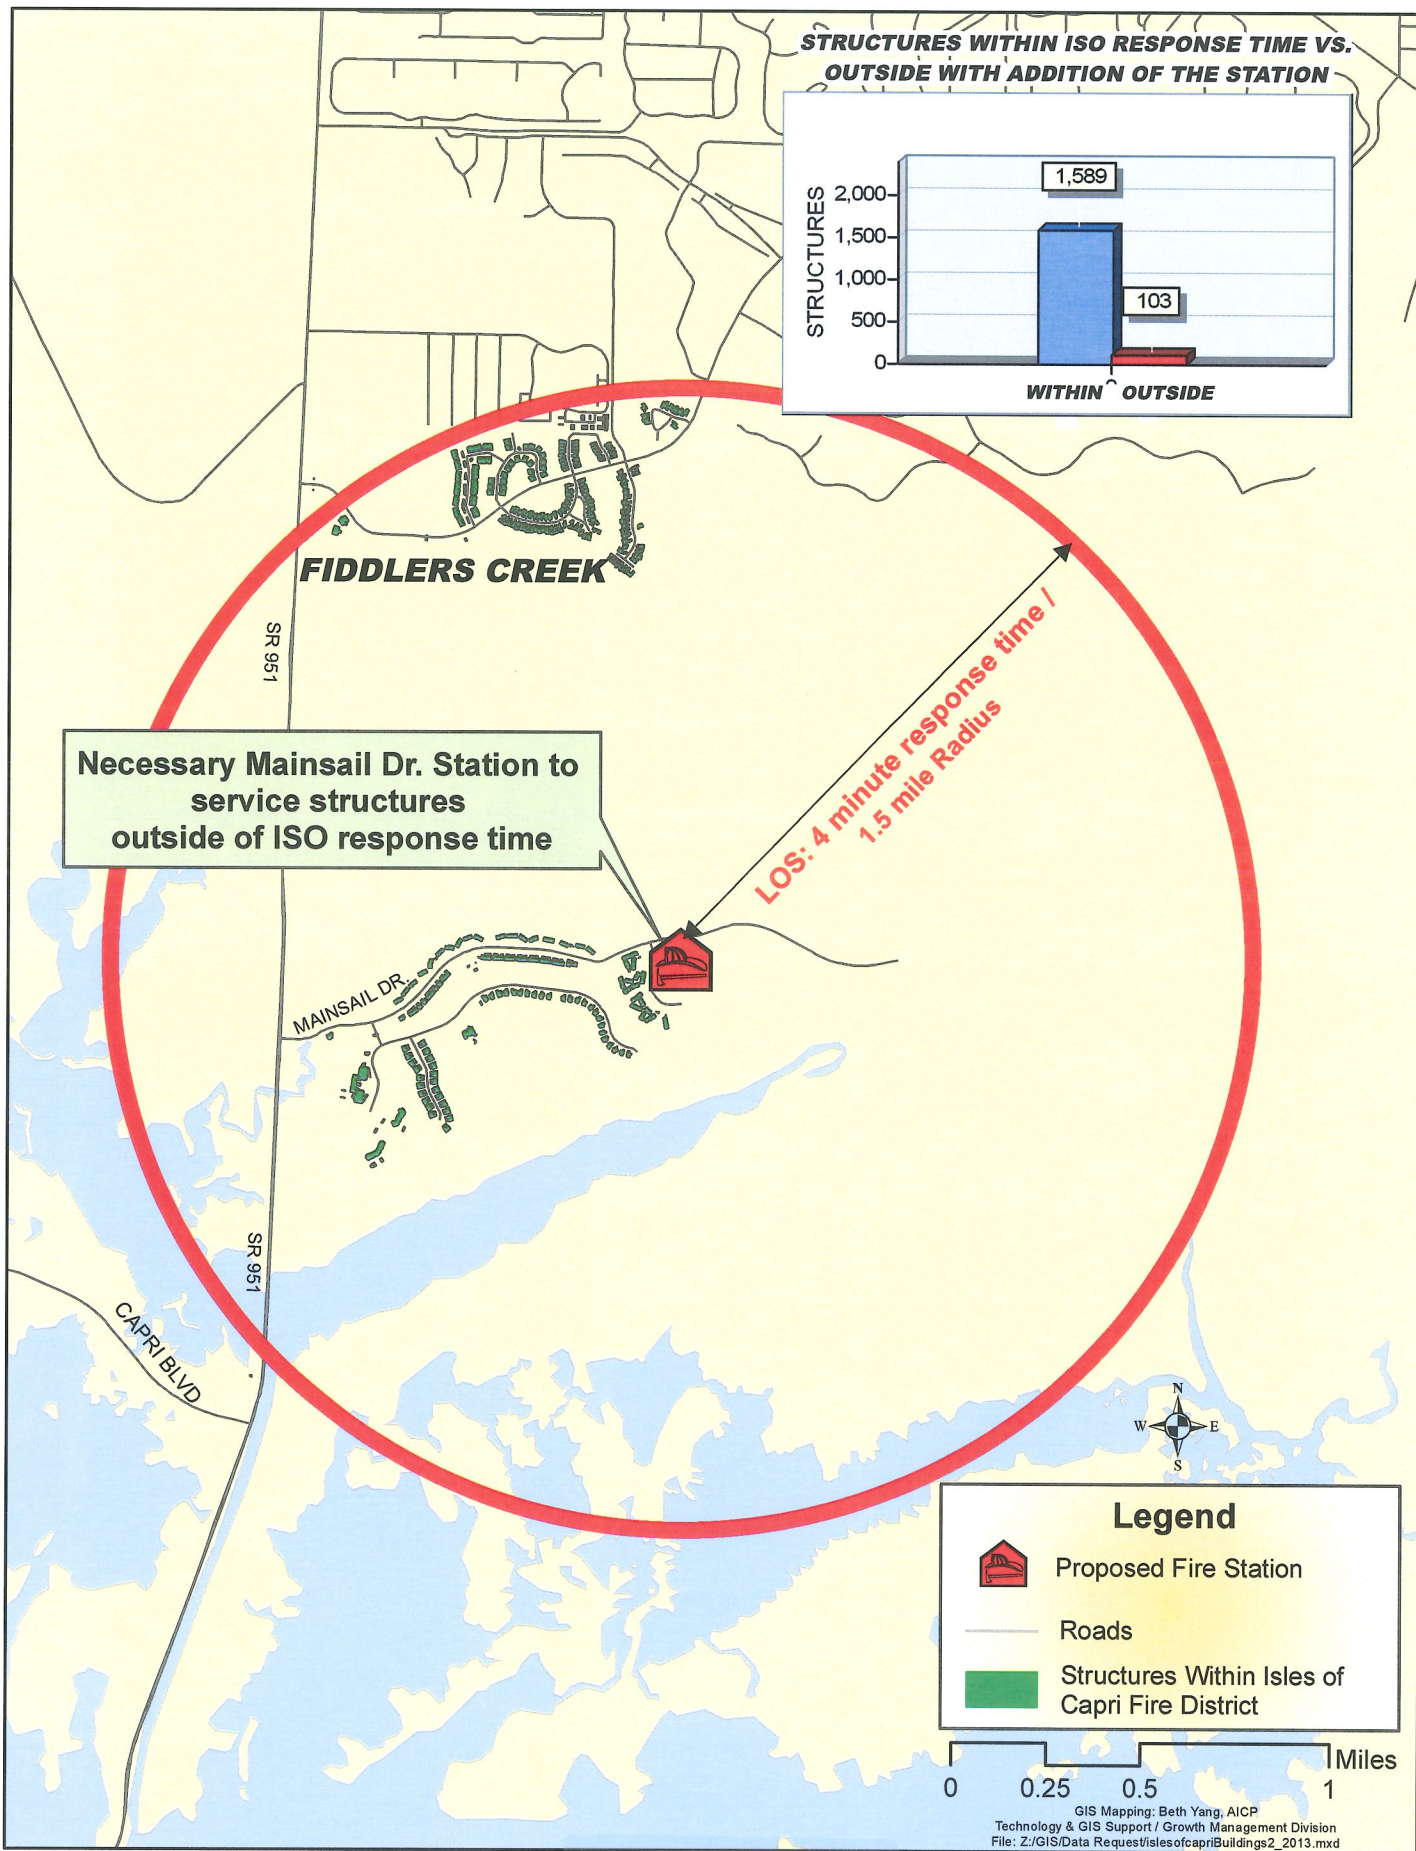 STRUCTURES WITHIN ISO RESPONSE TIME VS.
OUTSIDE WITH ADDITION OF THE STATION
STRUCTURES
2,000
1,500
1,000
500
0
1,589
103
WITHIN ^ OUTSIDE
FIDDLERS CREEK
SR 951
LOS: 4 minute response time /
1.5 mile Radius
Necessary Mainsail Dr. Station to
service structures
outside of ISO response time
MAINSAIL DR.
SR 951
CAPRI BLVD
N
W
E
S
Legend
Proposed Fire Station
Roads
Structures Within Isles of
Capri Fire District
Miles
0 0.25 0.5 1
GIS Mapping: Beth Yang, AICP
Technology & GIS Support / Growth Management Division
File: Z:/GIS/Data Request/islesofcapriBuildings2_2013.mxd